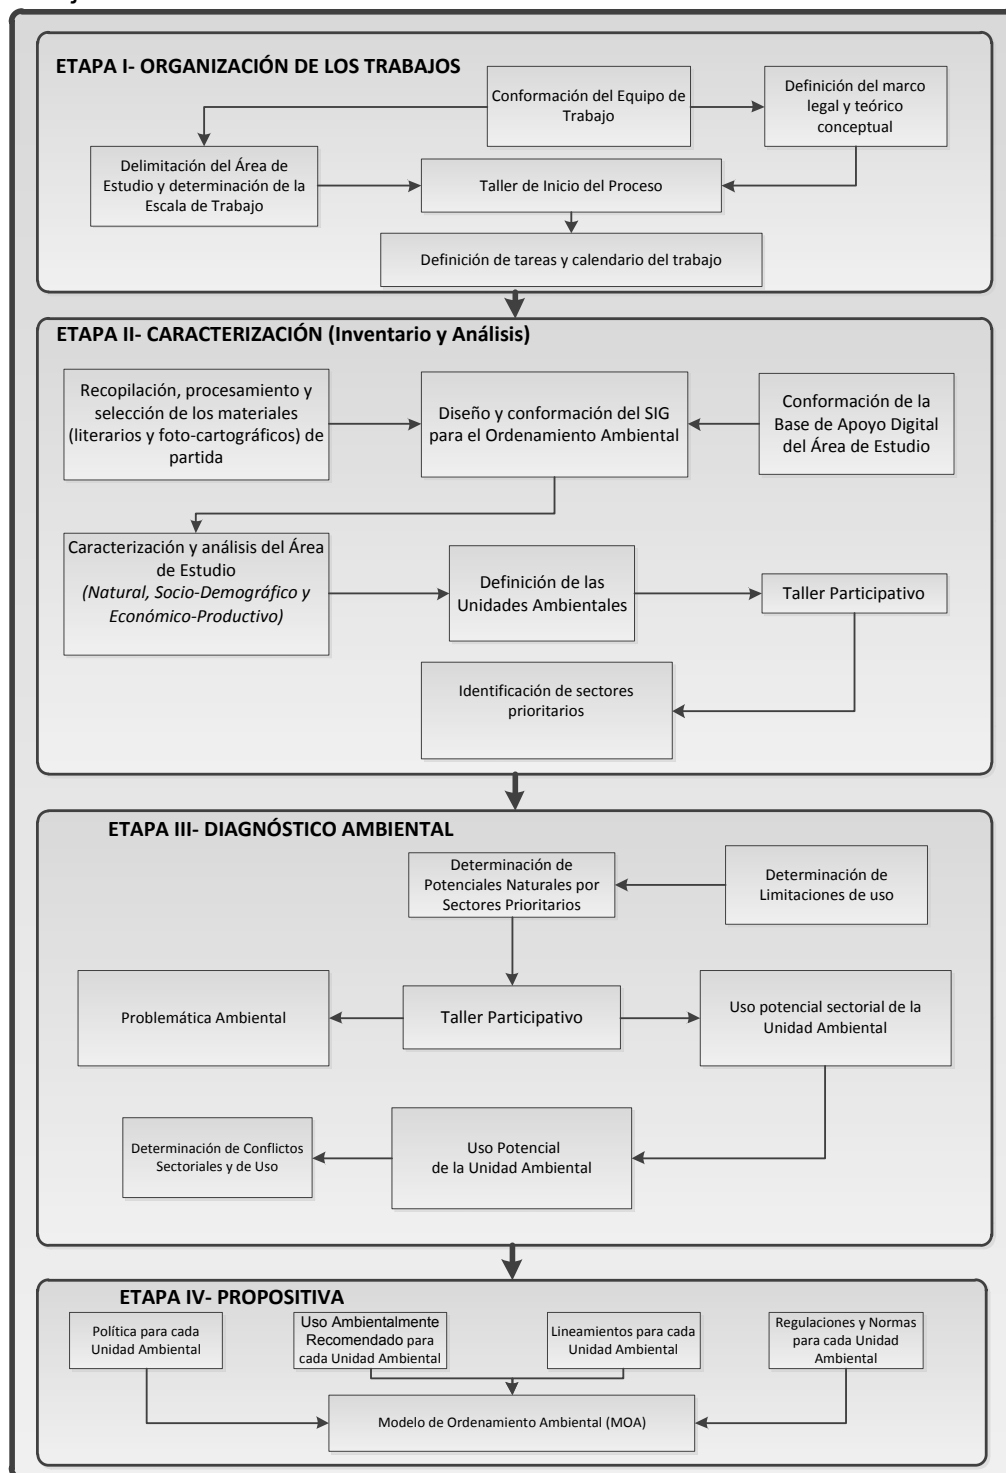 ETAPA I- ORGANIZACIÓN DE LOS TRABAJOS
Conformación del Equipo de
Trabajo
Definición del marco
legal y teórico
conceptual
Delimitación del Área de
Estudio y determinación de la
Escala de Trabajo
Taller de Inicio del Proceso
Definición de tareas y calendario del trabajo
ETAPA II- CARACTERIZACIÓN (Inventario y Análisis)
Recopilación, procesamiento y
selección de los materiales
(literarios y foto-cartográficos) de
partida
Diseño y conformación del SIG
para el Ordenamiento Ambiental
Conformación de la
Base de Apoyo Digital
del Área de Estudio
Caracterización y análisis del Área
de Estudio
(Natural, Socio-Demográfico y
Económico-Productivo)
Definición de las
Unidades Ambientales
Taller Participativo
Identificación de sectores
prioritarios
ETAPA III- DIAGNÓSTICO AMBIENTAL
Determinación de
Potenciales Naturales por
Sectores Prioritarios
Determinación de
Limitaciones de uso
Problemática Ambiental
Taller Participativo
Uso potencial sectorial de la
Unidad Ambiental
Determinación de Conflictos
Sectoriales y de Uso
Uso Potencial
de la Unidad Ambiental
ETAPA IV- PROPOSITIVA
Política para cada
Unidad Ambiental
Uso Ambientalmente
Recomendado para
cada Unidad Ambiental
Lineamientos para cada
Unidad Ambiental
Regulaciones y Normas
para cada Unidad
Ambiental
Modelo de Ordenamiento Ambiental (MOA)